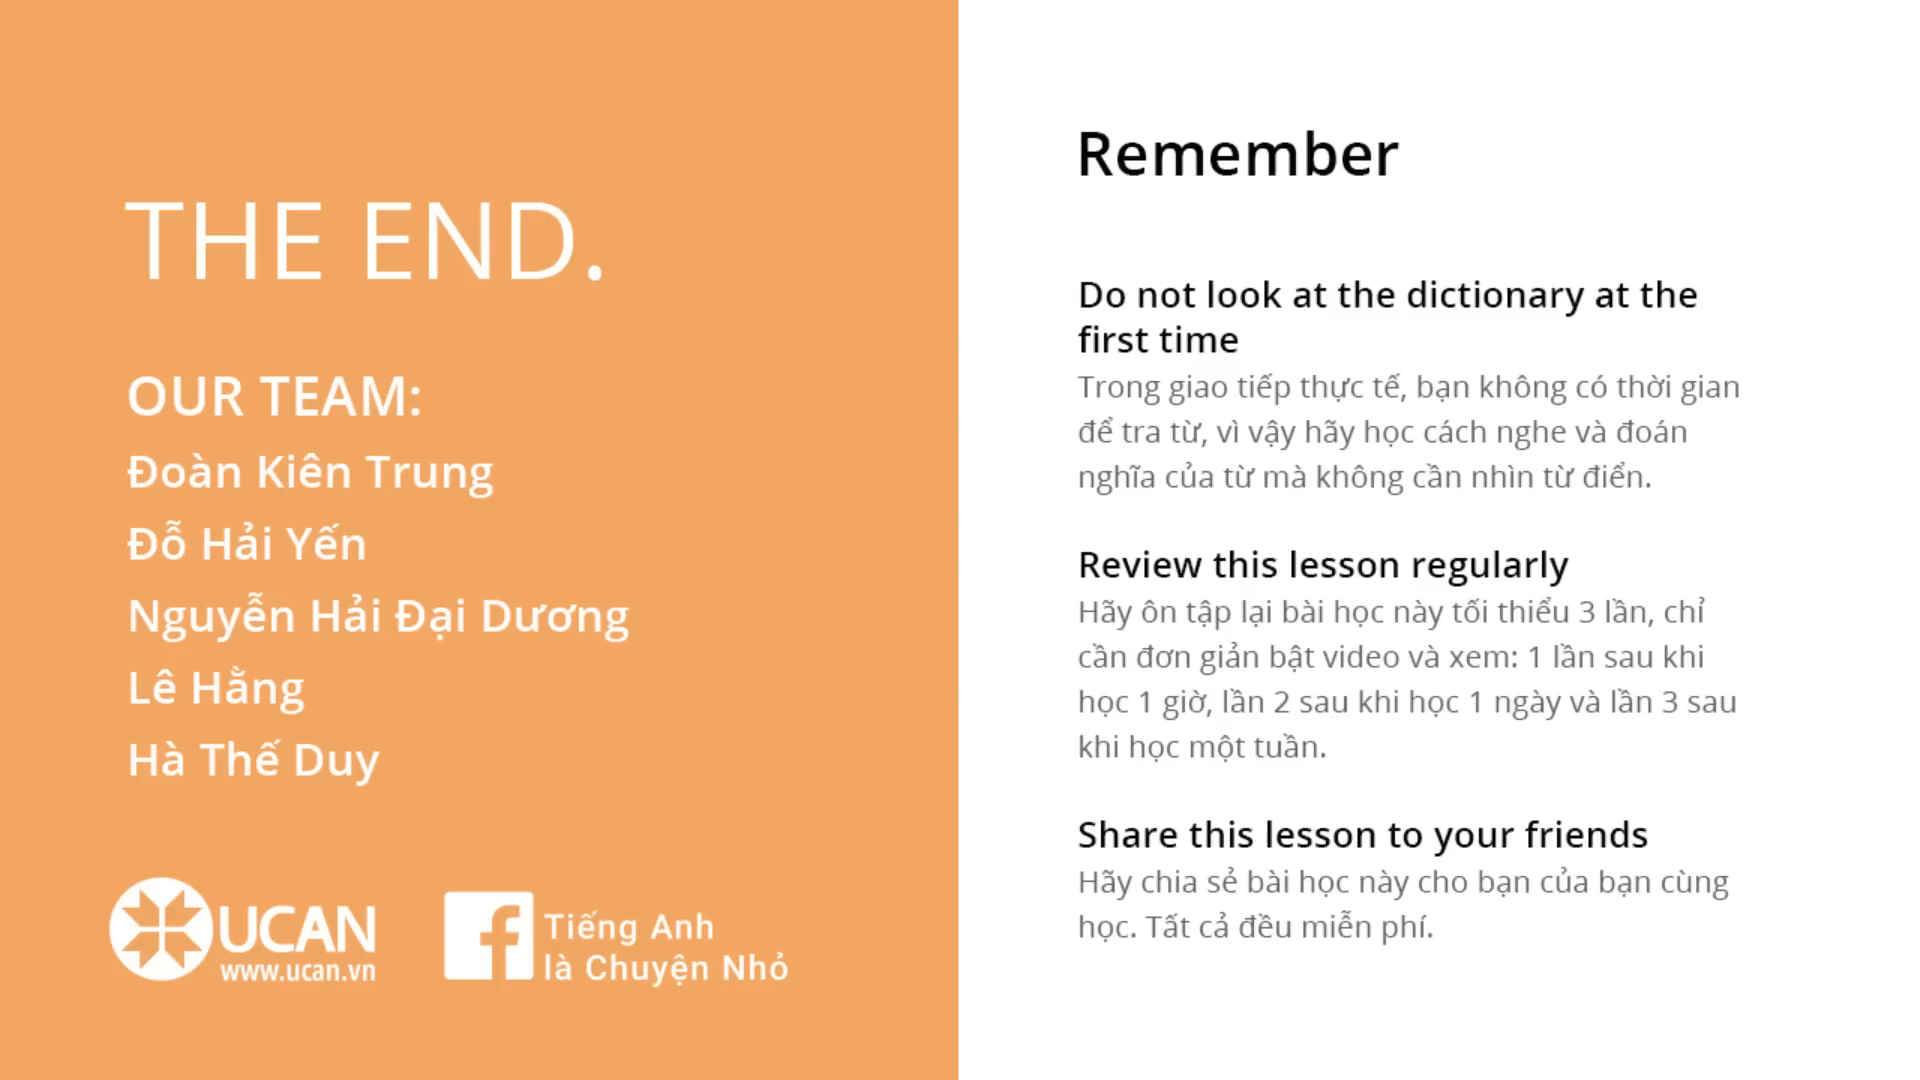 THE END.
OUR TEAM:
Đoàn Kiên Trung
Đỗ Hải Yến
Nguyễn Hải Đại Dương
Lê Hằng
Hà Thế Duy
UCAN
www.ucan.vn
Tiếng Anh
là Chuyện Nhỏ
Remember
Do not look at the dictionary at the
first time
Trong giao tiếp thực tế, bạn không có thời gian
để tra từ, vì vậy hãy học cách nghe và đoán
nghĩa của từ mà không cần nhìn từ điển.
Review this lesson regularly
Hãy ôn tập lại bài học này tối thiểu 3 lần, chỉ
cần đơn giản bật video và xem: 1 lần sau khi
học 1 giờ, lần 2 sau khi học 1 ngày và lần 3 sau
khi học một tuần.
Share this lesson to your friends
Hãy chia sẻ bài học này cho bạn của bạn cùng
học. Tất cả đều miễn phí.